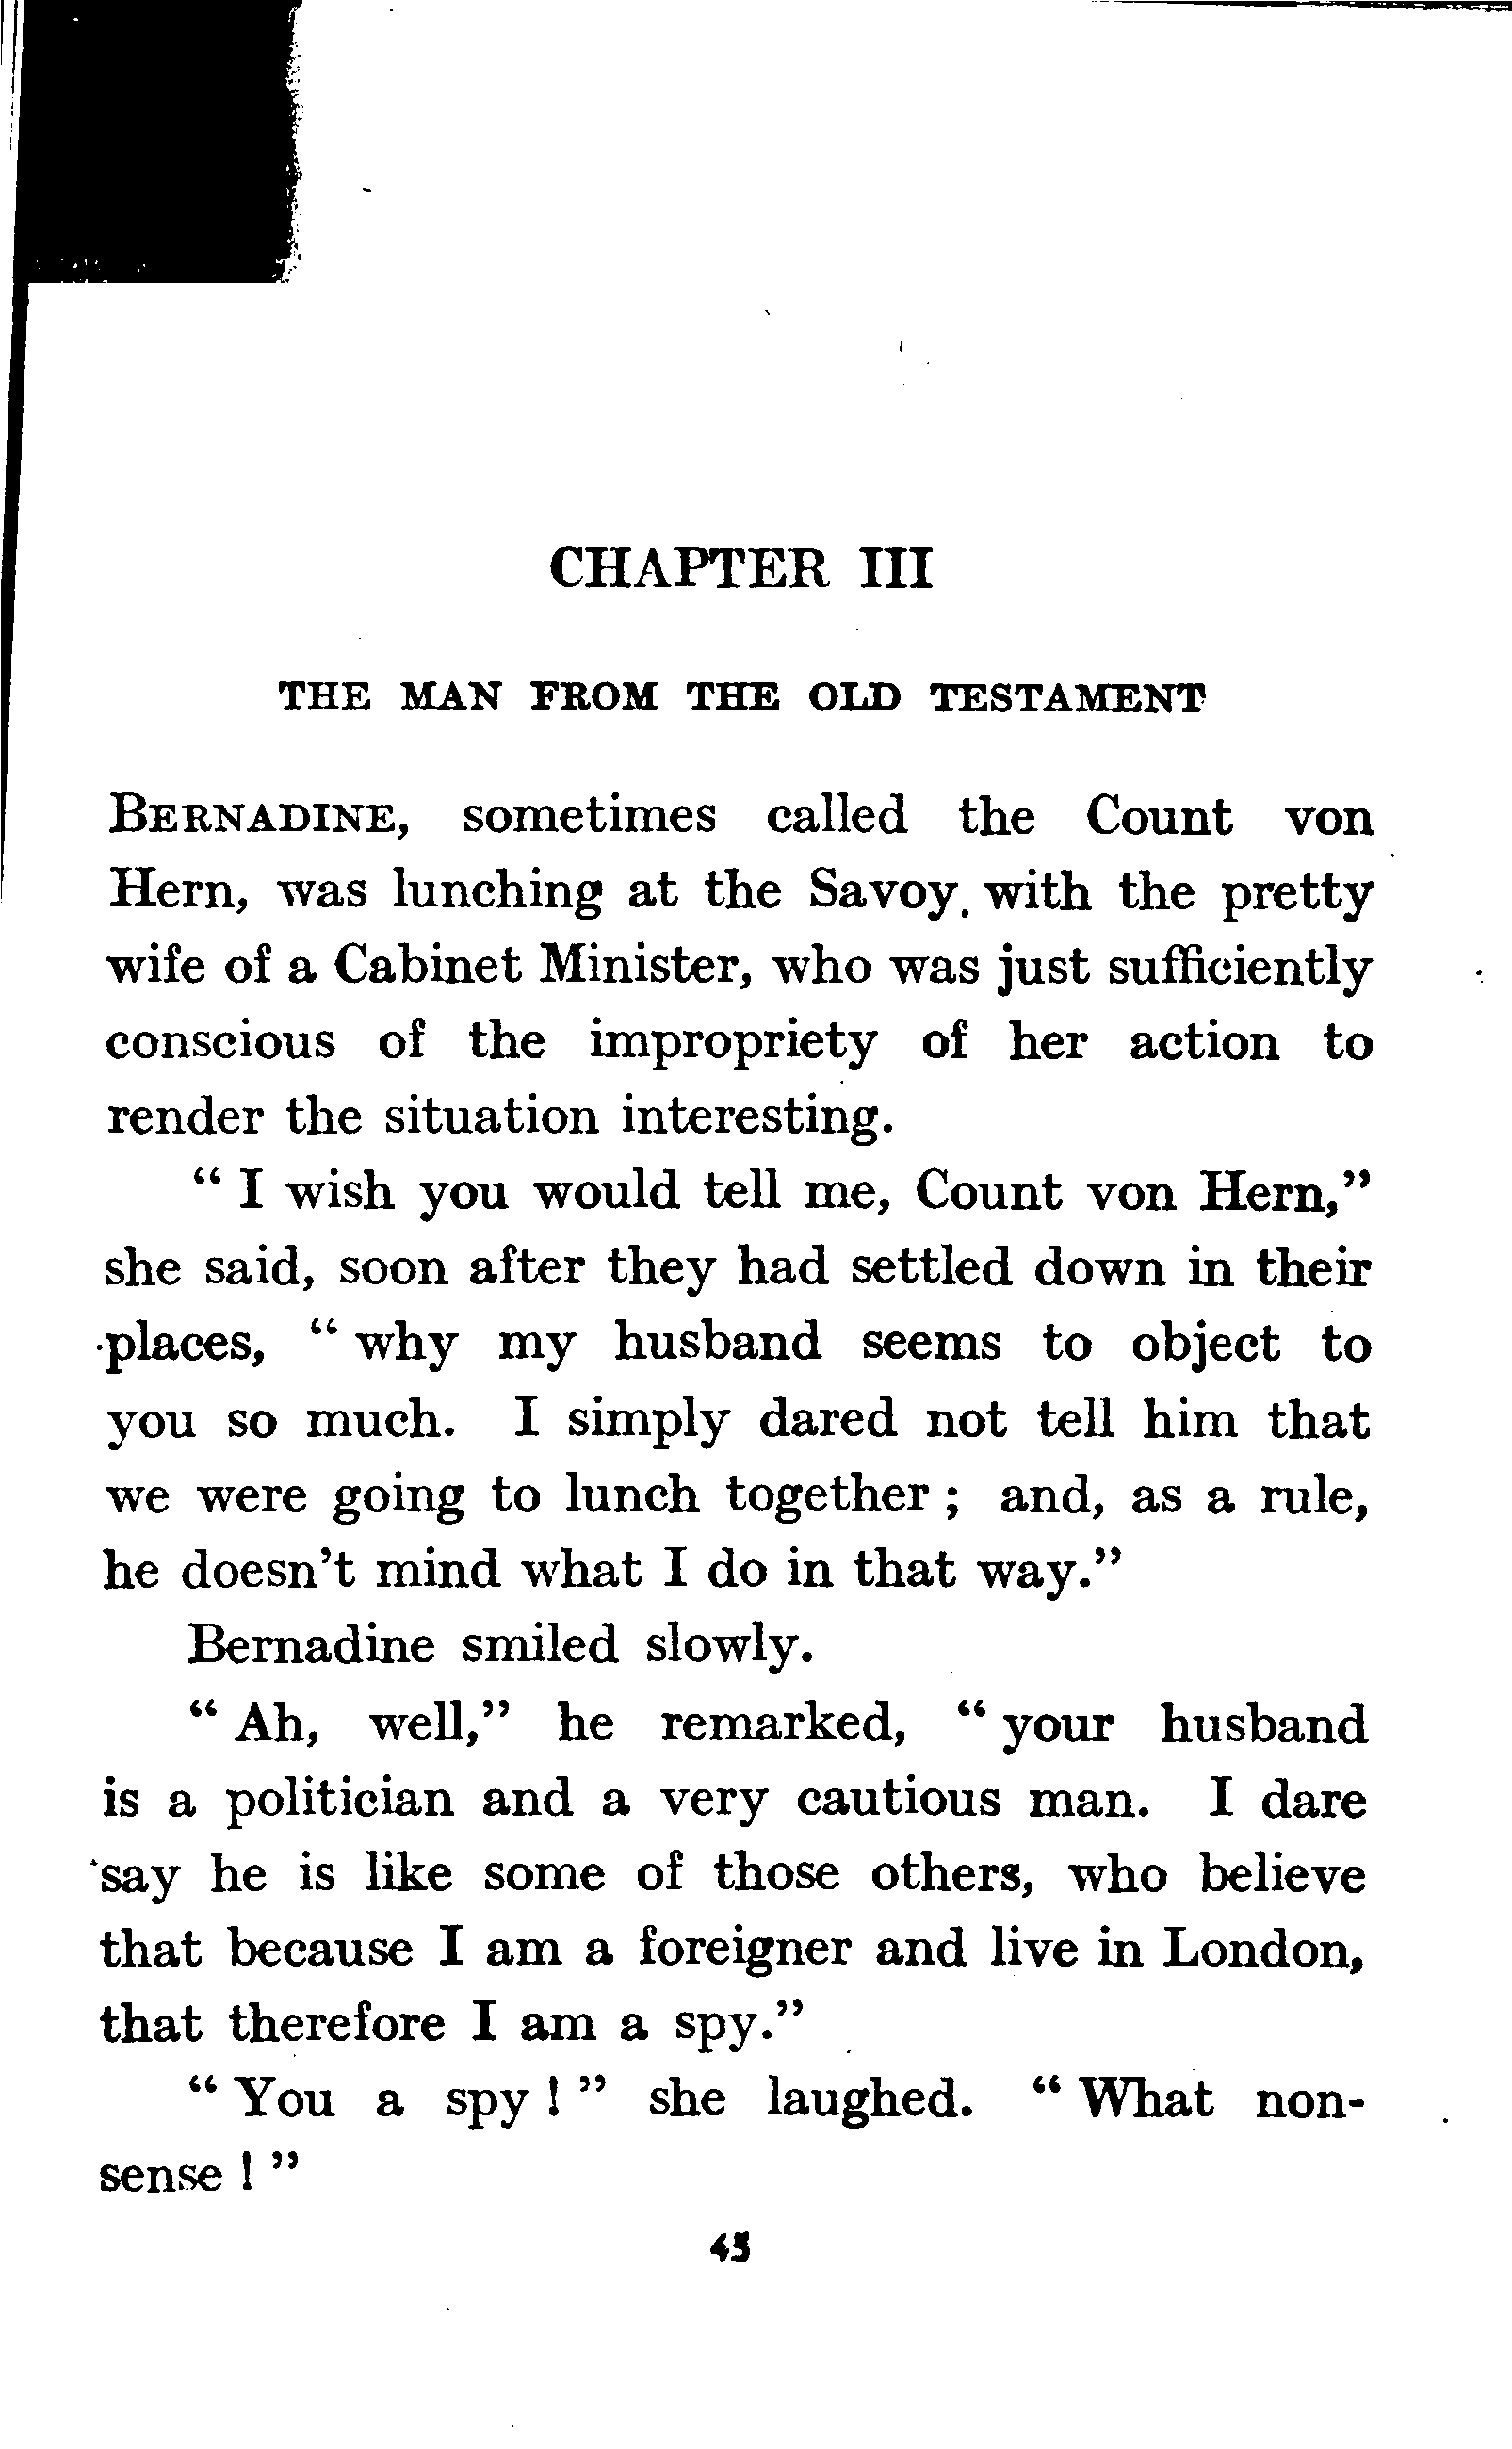 CHAPTER III
THE MAN FROM THE OLD TESTAMENT
BERNADINE, sometimes called the Count von
Hern, was lunching at the Savoy. with the pretty
wife of a Cabinet Minister, who was just sufficiently
conscious of the impropriety of her action to
render the situation interesting.
“ I wish you would tell me, Count von Hern,”
she said, soon after they had settled down in their
places, “ why my husband seems to object to
you so much. I simply dared not tell him that
we were going to lunch together ; and, as a rule,
he doesn’t mind what I do in that way.”
Bernadine smiled slowly.
“ Ah, well,” he remarked, “ your husband
is a politician and a very cautious man. I dare
say he is like some of those others, who believe
that because I am a foreigner and live in London,
that therefore I am a spy.”
“ You a spy ! ” she laughed. “ What non-
sense ! ”
45